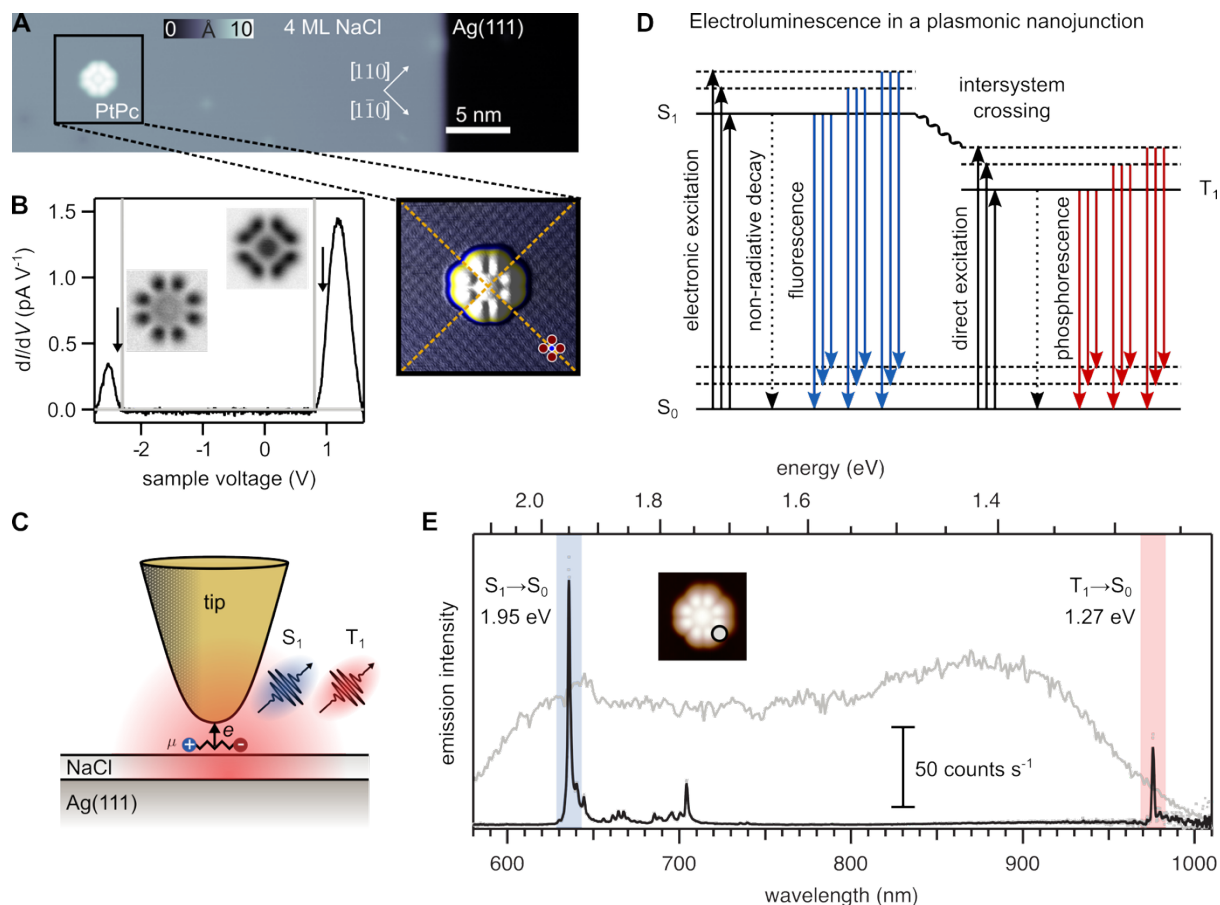 A
0 Å 10
4 ML NaCl
Ag(111)
[110]
[11̄0]
PtPc
5 nm
B
1.5
1.0
0.5
0.0
dI/dV (pA V⁻¹)
-2 -1 0 1
sample voltage (V)
C
tip
S₁ T₁
e
μ + −
NaCl
Ag(111)
D Electroluminescence in a plasmonic nanojunction
S₁
intersystem
crossing
T₁
electronic excitation
non-radiative decay
fluorescence
direct excitation
phosphorescence
S₀
energy (eV)
2.0 1.8 1.6 1.4
E
S₁→S₀
1.95 eV
T₁→S₀
1.27 eV
emission intensity
50 counts s⁻¹
600 700 800 900 1000
wavelength (nm)